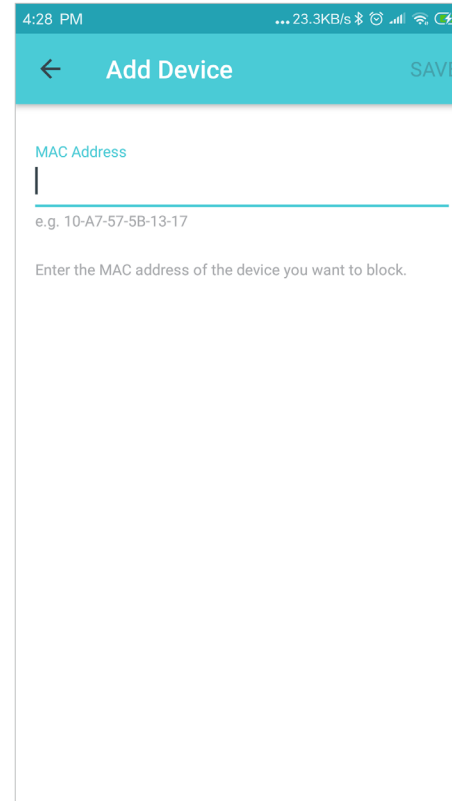 4:28 PM ... 23.3KB/s
Add Device SAVE
MAC Address
e.g. 10-A7-57-5B-13-17
Enter the MAC address of the device you want to block.